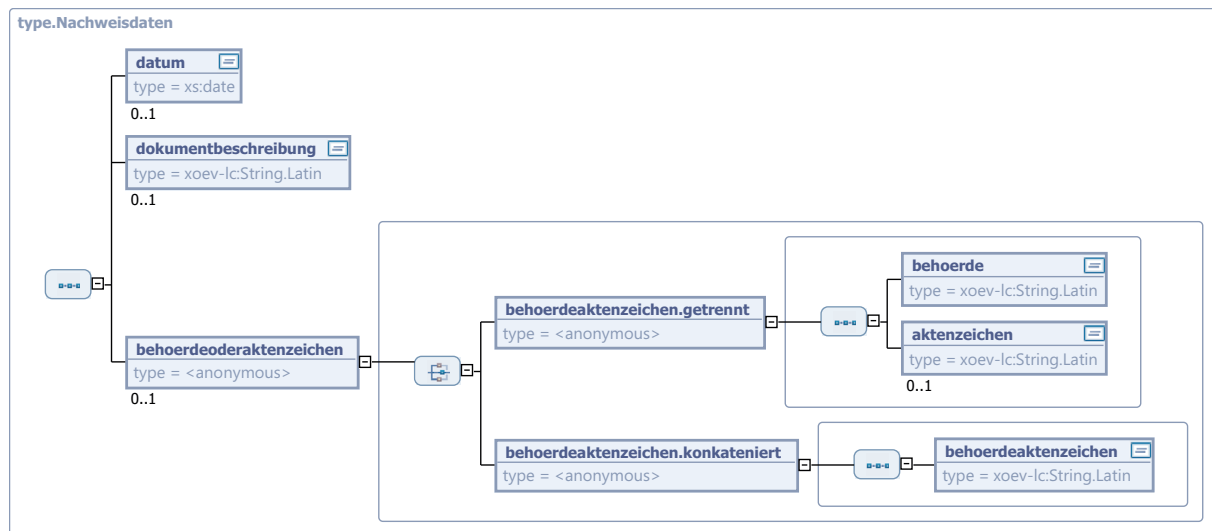 type.Nachweisdaten
datum
type = xs:date
0..1
dokumentbeschreibung
type = xoev-lc:String.Latin
0..1
behoerdeoderaktenzeichen
type = <anonymous>
0..1
behoerdeaktenzeichen.getrennt
type = <anonymous>
behoerde
type = xoev-lc:String.Latin
aktenzeichen
type = xoev-lc:String.Latin
0..1
behoerdeaktenzeichen.konkateniert
type = <anonymous>
behoerdeaktenzeichen
type = xoev-lc:String.Latin